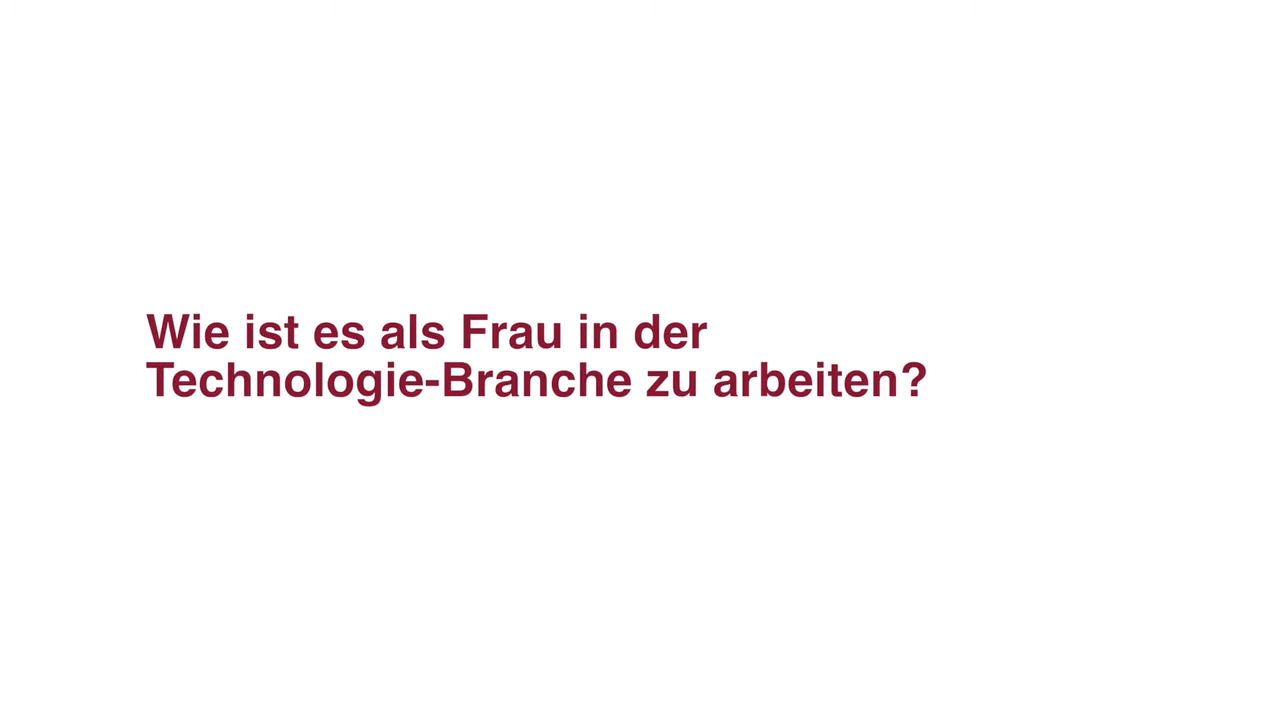 Wie ist es als Frau in der
Technologie-Branche zu arbeiten?